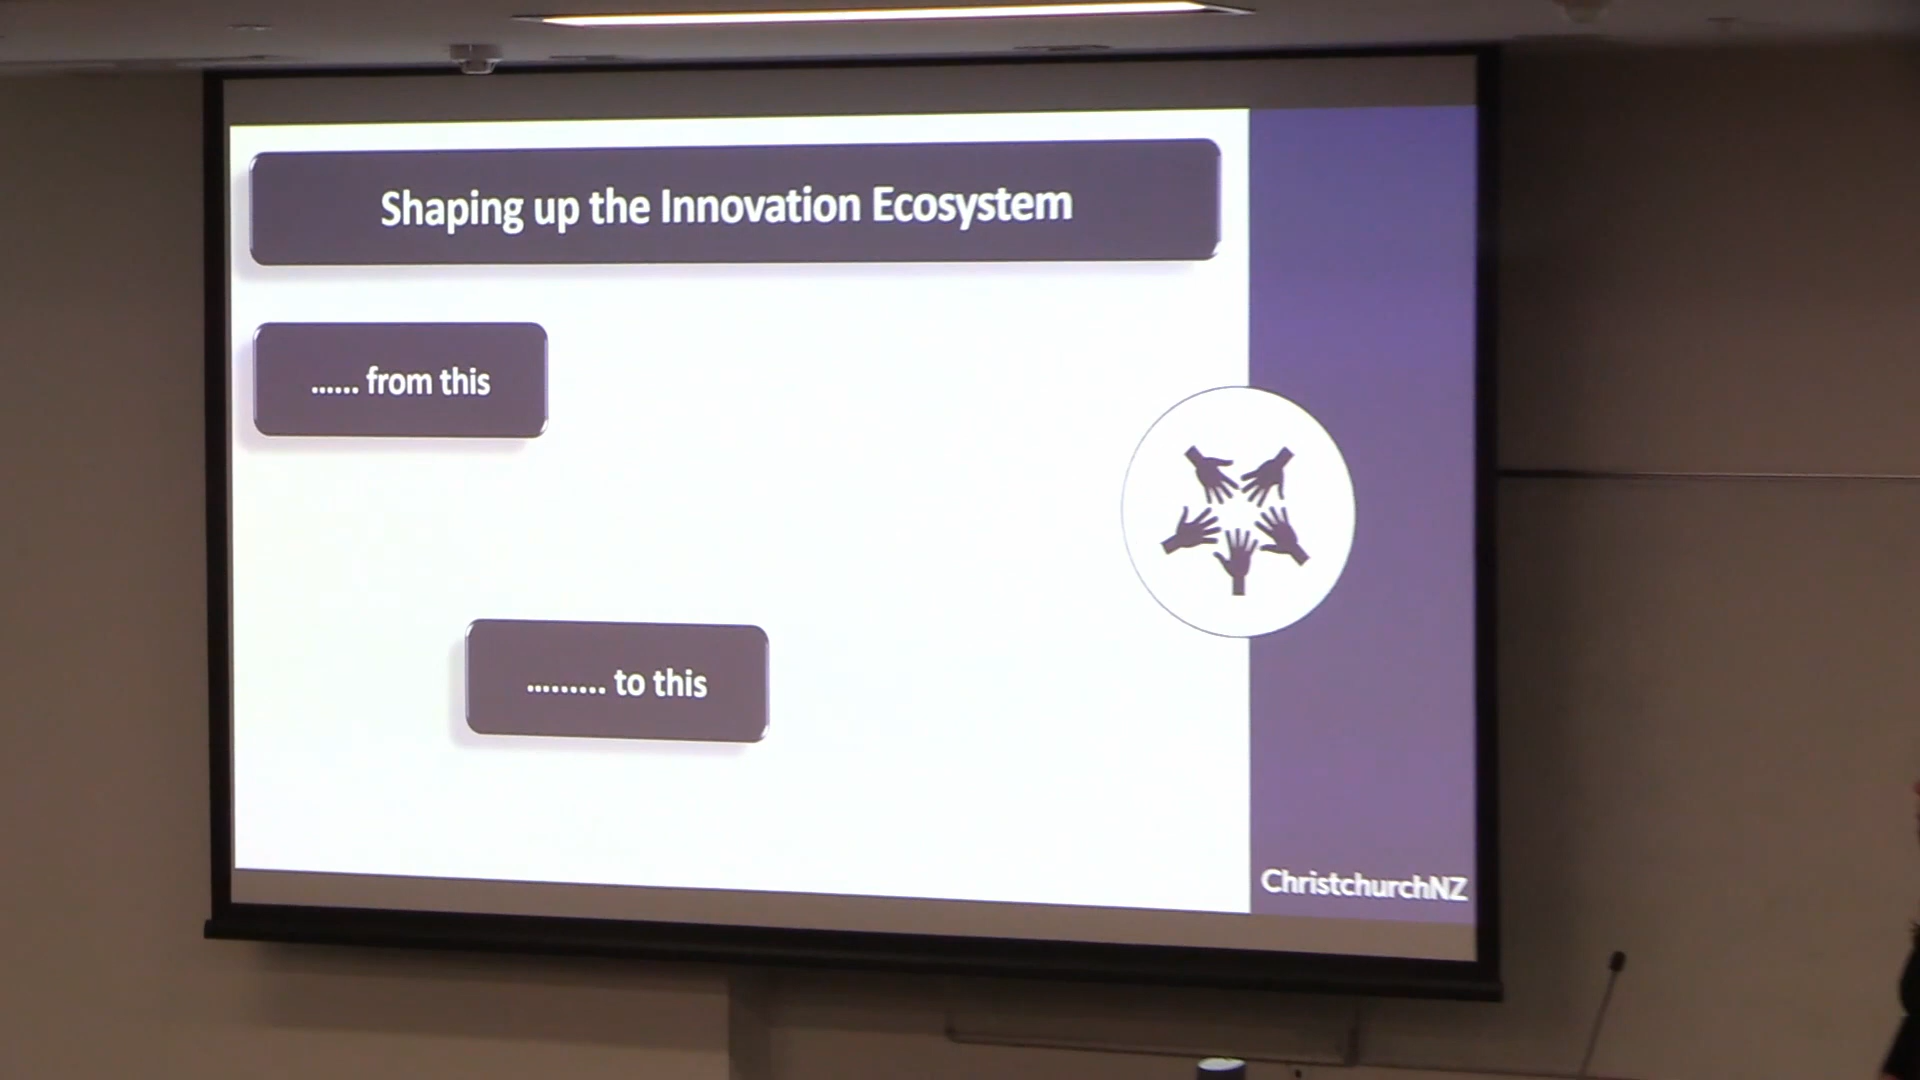 Shaping up the Innovation Ecosystem
...... from this
......... to this
ChristchurchNZ